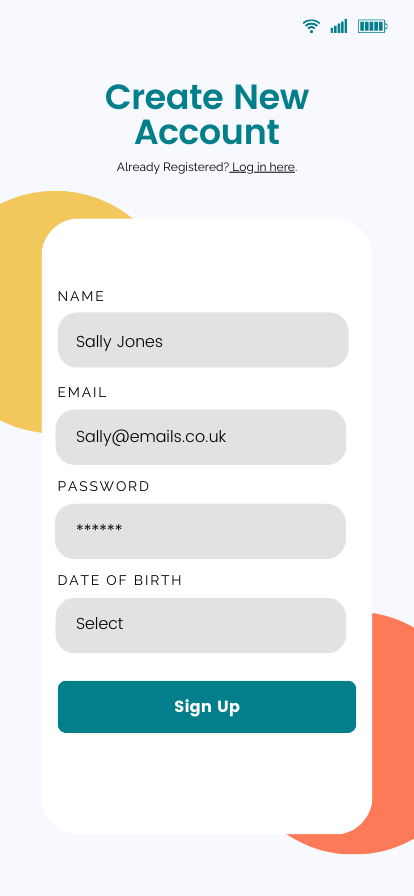 Create New
Account
Already Registered? Log in here.
NAME
Sally Jones
EMAIL
Sally@emails.co.uk
PASSWORD
******
DATE OF BIRTH
Select
Sign Up